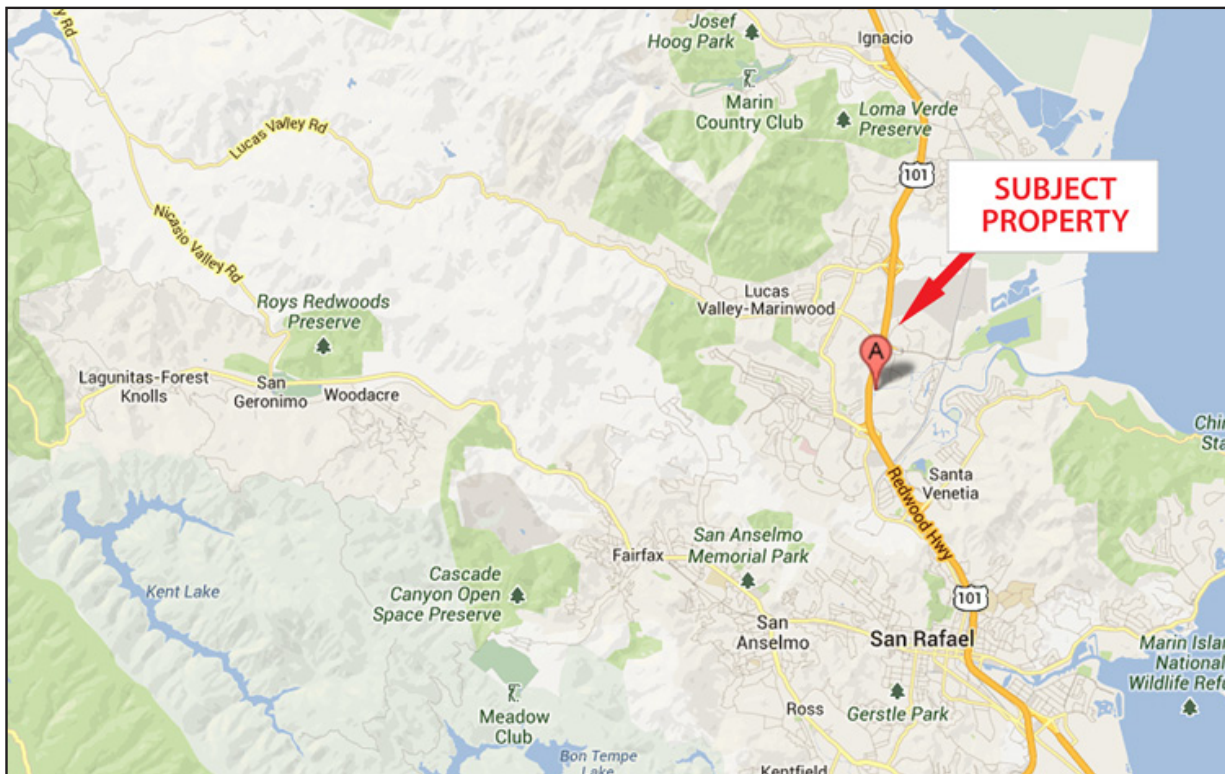 y Rd
Josef
Hoog Park
Ignacio
Marin
Country Club
Loma Verde
Preserve
Lucas Valley Rd
101
SUBJECT
PROPERTY
Nicasio Valley Rd
Roys Redwoods
Preserve
Lucas
Valley-Marinwood
A
Lagunitas-Forest
Knolls
San
Geronimo
Woodacre
Chin
Sta
Santa
Venetia
Redwood Hwy
San Anselmo
Memorial Park
Fairfax
Cascade
Canyon Open
Space Preserve
Kent Lake
101
San
Anselmo
San Rafael
Marin Islan
National
Wildlife Refu
Meadow
Club
Ross
Gerstle Park
Bon Tempe
Lake
Kentfield